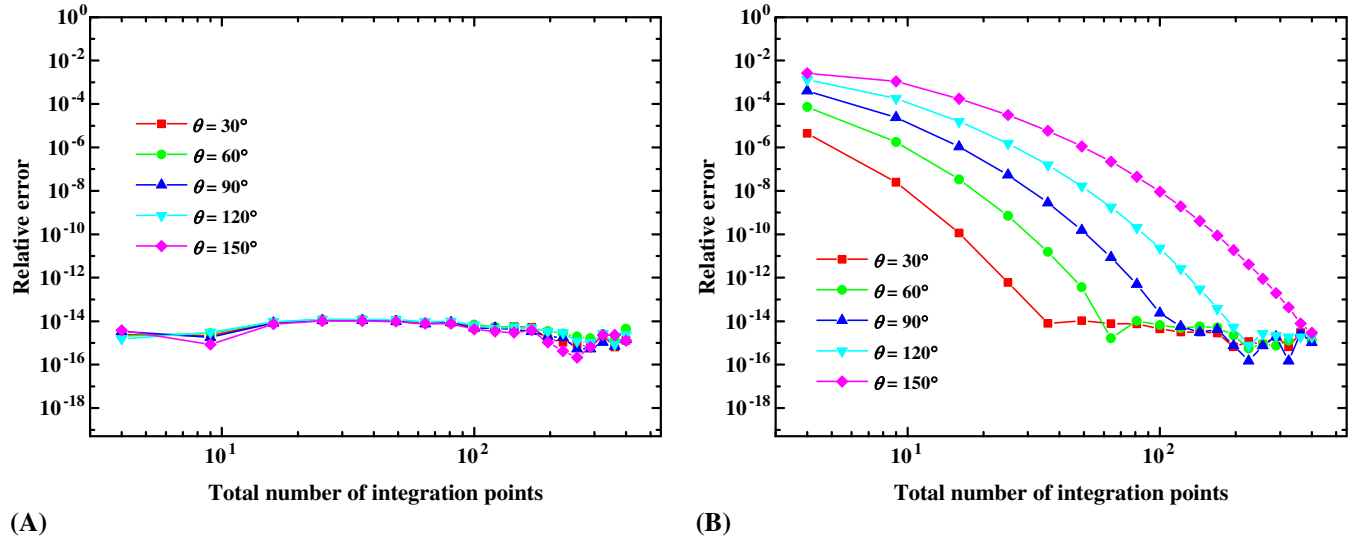 10^0
10^-2
10^-4
10^-6
10^-8
10^-10
10^-12
10^-14
10^-16
10^-18
Relative error
θ = 30°
θ = 60°
θ = 90°
θ = 120°
θ = 150°
10^1
10^2
Total number of integration points
(A)
10^0
10^-2
10^-4
10^-6
10^-8
10^-10
10^-12
10^-14
10^-16
10^-18
Relative error
θ = 30°
θ = 60°
θ = 90°
θ = 120°
θ = 150°
10^1
10^2
Total number of integration points
(B)